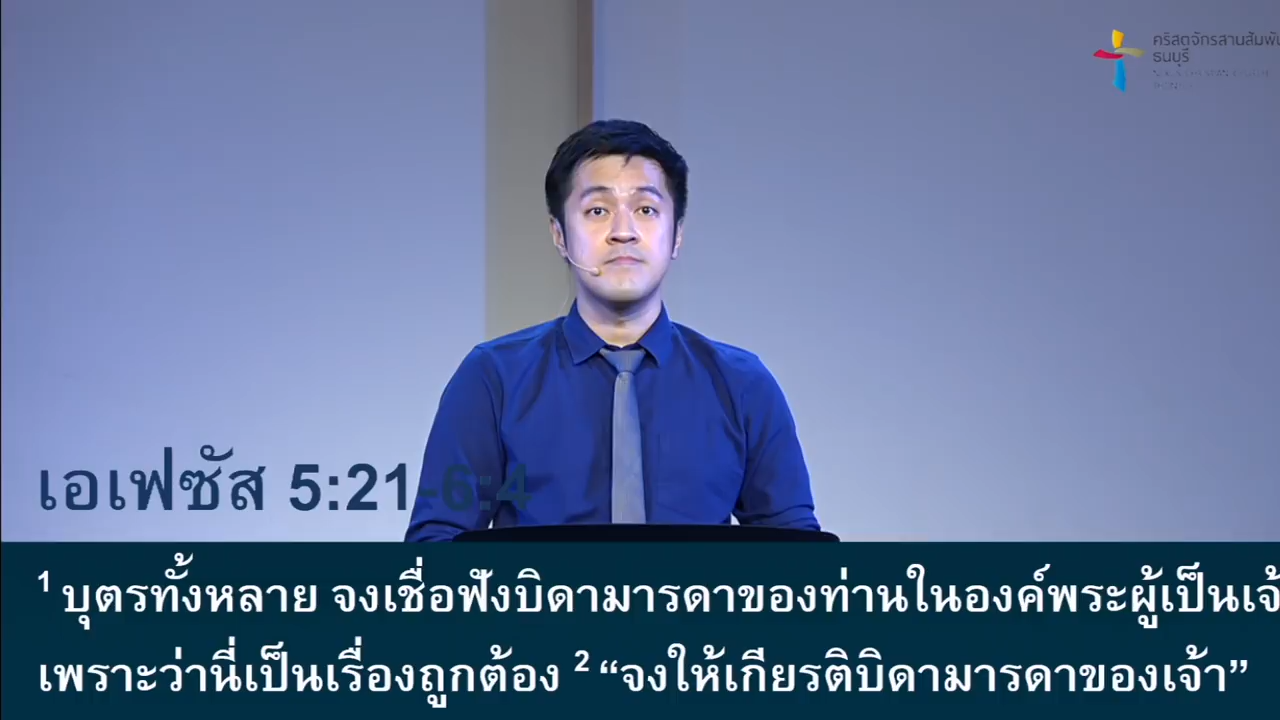 คริสตจักรสานสัมพัน
ธนบุรี
เอเฟซัส 5:21-6:4
¹ บุตรทั้งหลาย จงเชื่อฟังบิดามารดาของท่านในองค์พระผู้เป็นเจ้
เพราะว่านี่เป็นเรื่องถูกต้อง ² “จงให้เกียรติบิดามารดาของเจ้า”